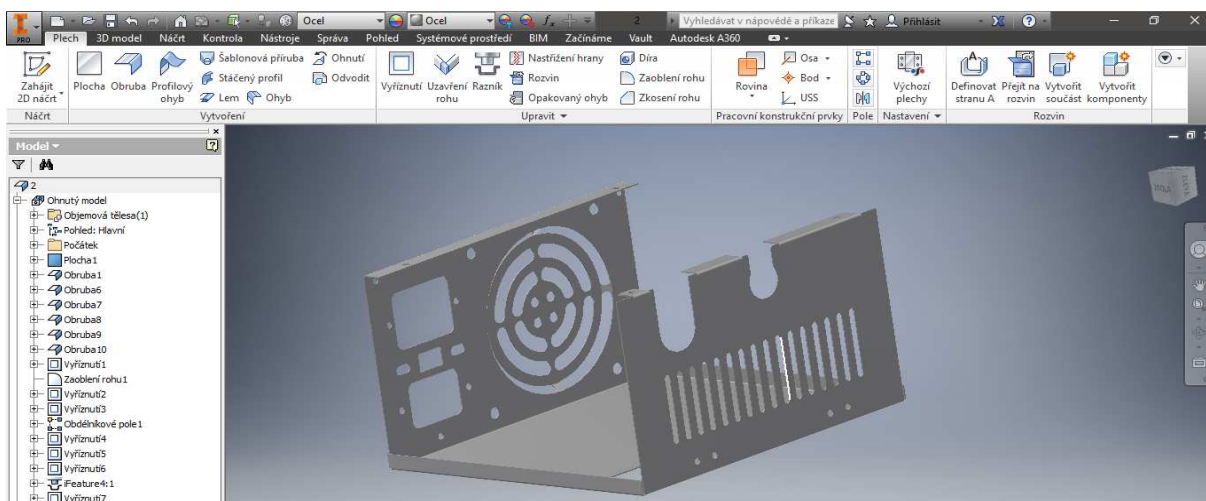 Ocel Ocel fx 2 Vyhledávat v nápovědě a příkaze Přihlásit
PRO Plech 3D model Náčrt Kontrola Nástroje Správa Pohled Systémové prostředí BIM Začínáme Vault Autodesk A360
Zahájit 2D náčrt
Plocha Obruba Profilový ohyb
Šablonová příruba Ohnutí
Stáčený profil Odvodit
Lem Ohyb
Vyříznutí Uzavření rohu Razník
Nastřižení hrany Díra
Rozvin Zaoblení rohu
Opakovaný ohyb Zkosení rohu
Rovina
Osa
Bod
USS
Výchozí plechy
Definovat stranu A Přejít na rozvin Vytvořit součást Vytvořit komponenty
Náčrt Vytvoření Upravit Pracovní konstrukční prvky Pole Nastavení Rozvin
Model
2
Ohnutý model
Objemová tělesa(1)
Pohled: Hlavní
Počátek
Plocha1
Obruba1
Obruba6
Obruba7
Obruba8
Obruba9
Obruba10
Vyříznutí1
Zaoblení rohu1
Vyříznutí2
Vyříznutí3
Obdélníkové pole1
Vyříznutí4
Vyříznutí5
Vyříznutí6
iFeature4:1
Vyříznutí7